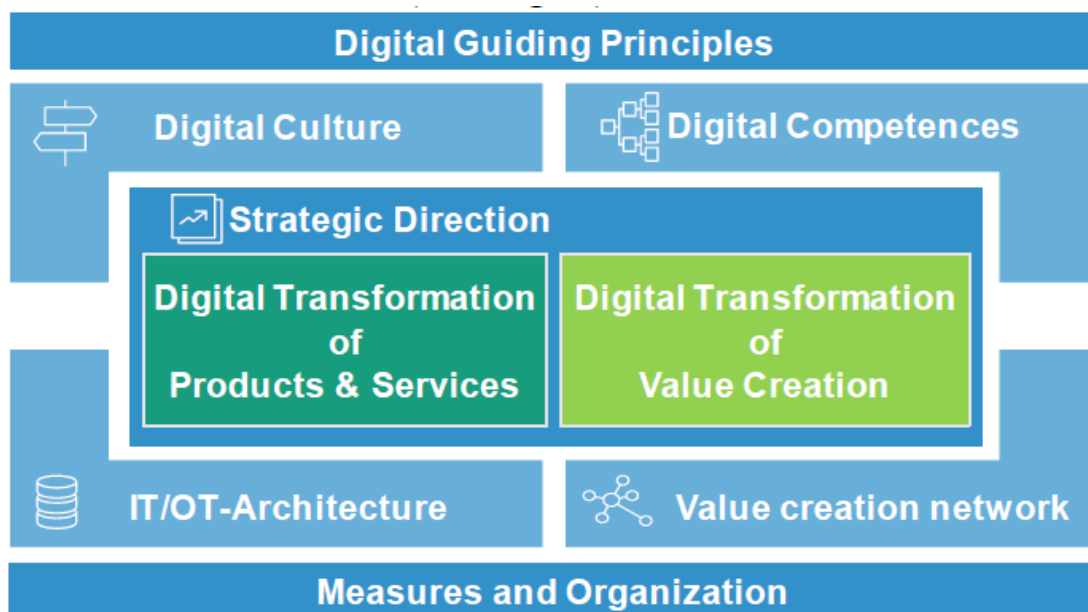 Digital Guiding Principles
Digital Culture
Digital Competences
Strategic Direction
Digital Transformation
of
Products & Services
Digital Transformation
of
Value Creation
IT/OT-Architecture
Value creation network
Measures and Organization